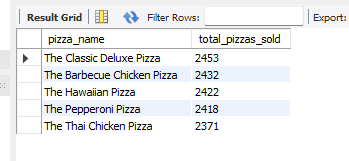 Result Grid Filter Rows: Export:
pizza_name total_pizzas_sold
The Classic Deluxe Pizza 2453
The Barbecue Chicken Pizza 2432
The Hawaiian Pizza 2422
The Pepperoni Pizza 2418
The Thai Chicken Pizza 2371